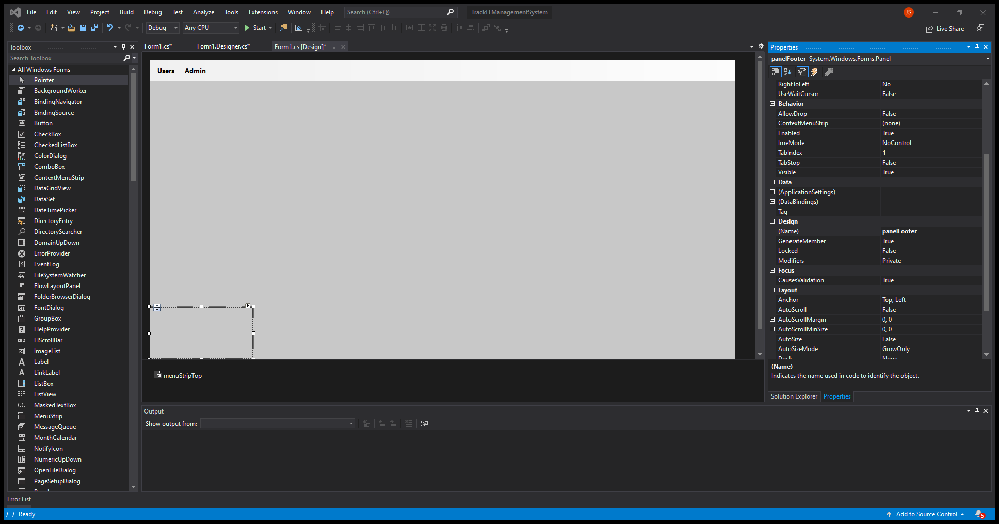 File Edit View Project Build Debug Test Analyze Tools Extensions Window Help Search (Ctrl+Q) TrackITManagementSystem JS
Debug Any CPU Start Live Share
Toolbox
Search Toolbox
All Windows Forms
Pointer
BackgroundWorker
BindingNavigator
BindingSource
Button
CheckBox
CheckedListBox
ColorDialog
ComboBox
ContextMenuStrip
DataGridView
DataSet
DateTimePicker
DirectoryEntry
DirectorySearcher
DomainUpDown
ErrorProvider
EventLog
FileSystemWatcher
FlowLayoutPanel
FolderBrowserDialog
FontDialog
GroupBox
HelpProvider
HScrollBar
ImageList
Label
LinkLabel
ListBox
ListView
MaskedTextBox
MenuStrip
MessageQueue
MonthCalendar
NotifyIcon
NumericUpDown
OpenFileDialog
PageSetupDialog
Panel
Form1.cs* Form1.Designer.cs* Form1.cs [Design]*
Users Admin
menuStripTop
Output
Show output from:
Properties
panelFooter System.Windows.Forms.Panel
RightToLeft No
UseWaitCursor False
Behavior
AllowDrop False
ContextMenuStrip (none)
Enabled True
ImeMode NoControl
TabIndex 1
TabStop False
Visible True
Data
(ApplicationSettings)
(DataBindings)
Tag
Design
(Name) panelFooter
GenerateMember True
Locked False
Modifiers Private
Focus
CausesValidation True
Layout
Anchor Top, Left
AutoScroll False
AutoScrollMargin 0, 0
AutoScrollMinSize 0, 0
AutoSize False
AutoSizeMode GrowOnly
Dock None
(Name)
Indicates the name used in code to identify the object.
Solution Explorer Properties
Error List
Ready Add to Source Control 5